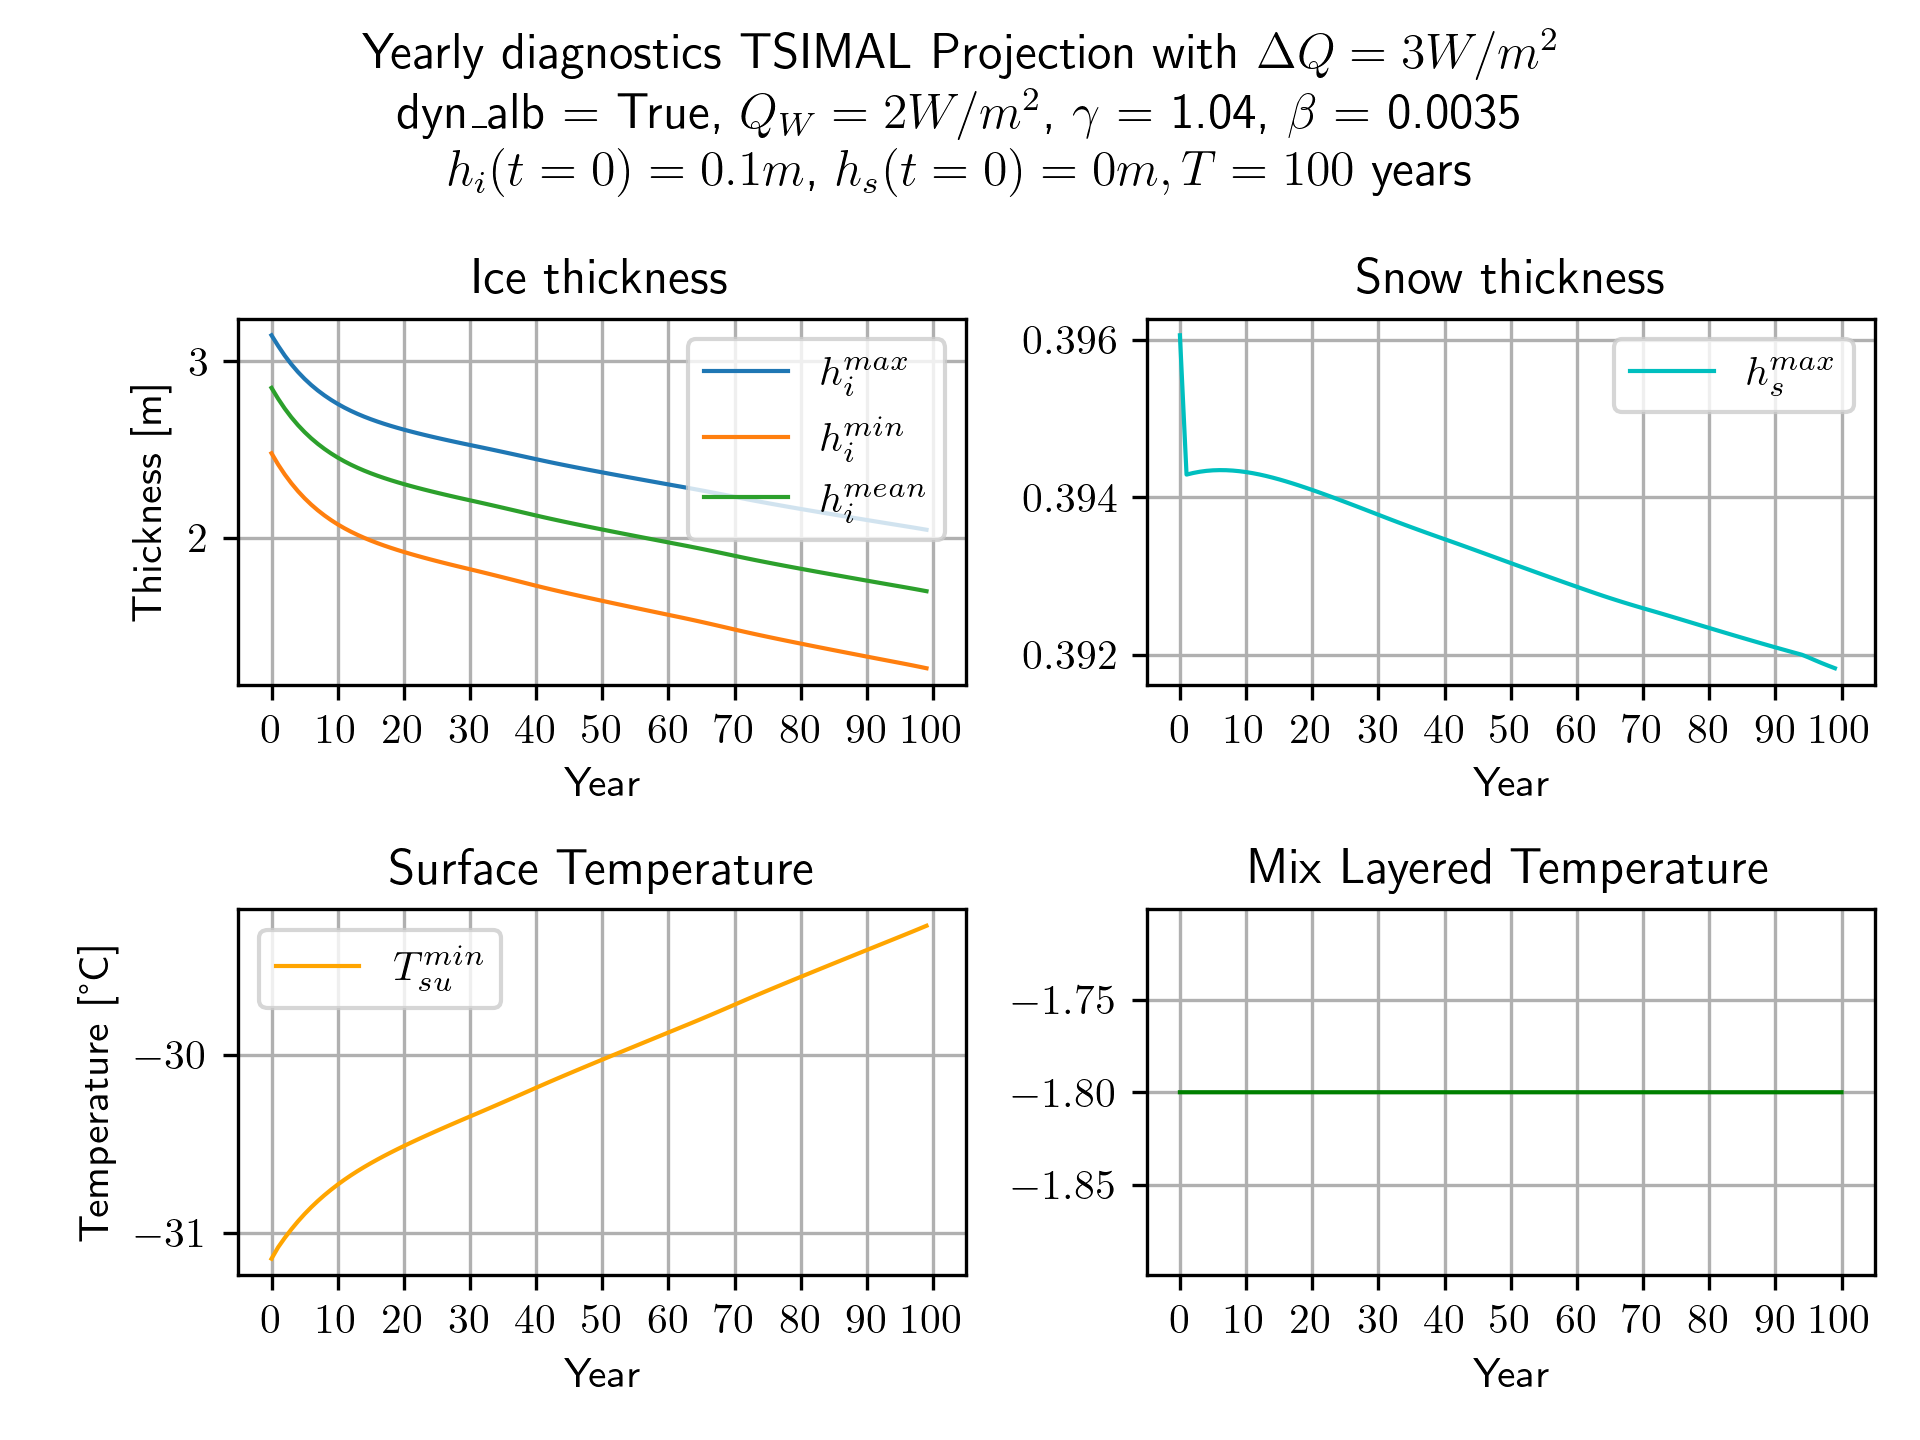 Yearly diagnostics TSIMAL Projection with ΔQ = 3W/m²
dyn_alb = True, Q_W = 2W/m², γ = 1.04, β = 0.0035
h_i(t = 0) = 0.1m, h_s(t = 0) = 0m, T = 100 years
Ice thickness
Thickness [m]
3
2
h_i^{max}
h_i^{min}
h_i^{mean}
0 10 20 30 40 50 60 70 80 90 100
Year
Snow thickness
0.396
0.394
0.392
h_s^{max}
0 10 20 30 40 50 60 70 80 90 100
Year
Surface Temperature
Temperature [°C]
−30
−31
T_{su}^{min}
0 10 20 30 40 50 60 70 80 90 100
Year
Mix Layered Temperature
−1.75
−1.80
−1.85
0 10 20 30 40 50 60 70 80 90 100
Year